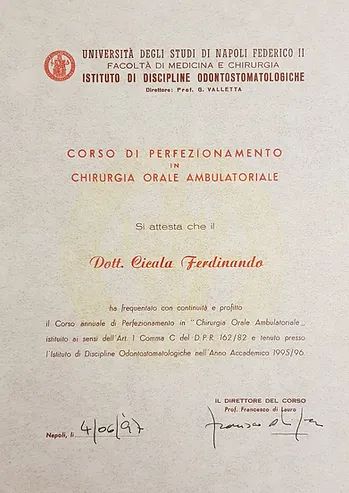 UNIVERSITÀ DEGLI STUDI DI NAPOLI FEDERICO II
FACOLTÀ DI MEDICINA E CHIRURGIA
ISTITUTO DI DISCIPLINE ODONTOSTOMATOLOGICHE
Direttore: Prof. G. VALLETTA
CORSO DI PERFEZIONAMENTO
IN
CHIRURGIA ORALE AMBULATORIALE
Si attesta che il
Dott. Cicala Ferdinando
ha frequentato con continuità e profitto
il Corso annuale di Perfezionamento in "Chirurgia Orale Ambulatoriale„
istituito ai sensi dell'Art. 1 Comma C del D.P.R. 162/82 e tenuto presso
l'Istituto di Discipline Odontostomatologiche nell'Anno Accademico 1995/96.
IL DIRETTORE DEL CORSO
Prof. Francesco di Lauro
Napoli, li 4/06/97